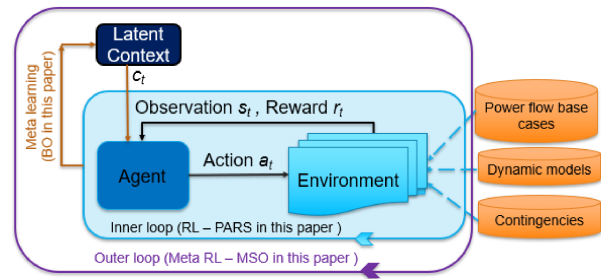 Latent
Context
c_t
Meta learning
(BO in this paper)
Observation s_t , Reward r_t
Agent
Action a_t
Environment
Power flow base
cases
Dynamic models
Contingencies
Inner loop (RL – PARS in this paper )
Outer loop (Meta RL – MSO in this paper )